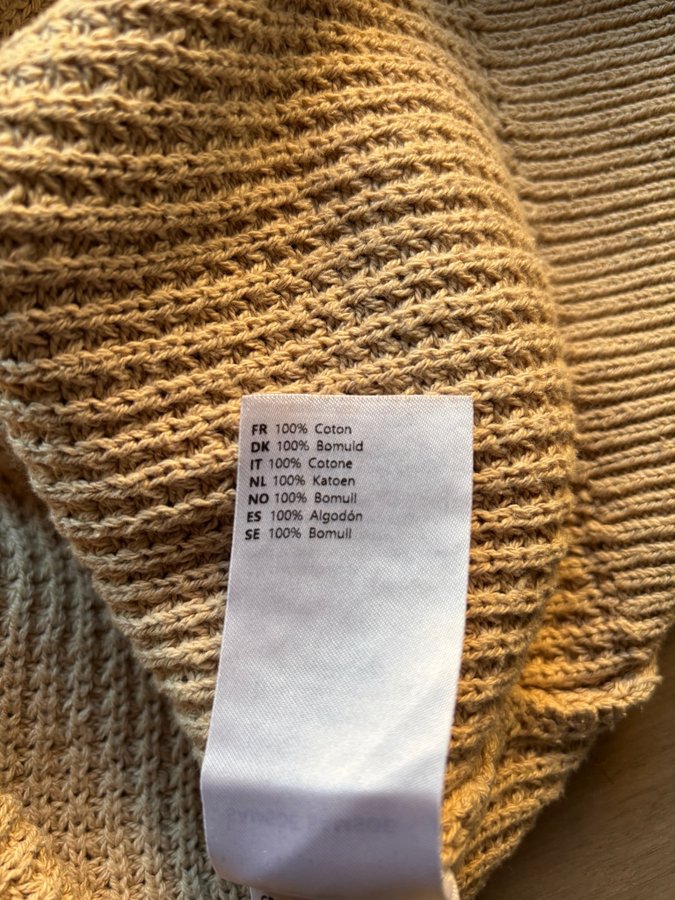 FR 100% Coton
DK 100% Bomuld
IT 100% Cotone
NL 100% Katoen
NO 100% Bomull
ES 100% Algodón
SE 100% Bomull